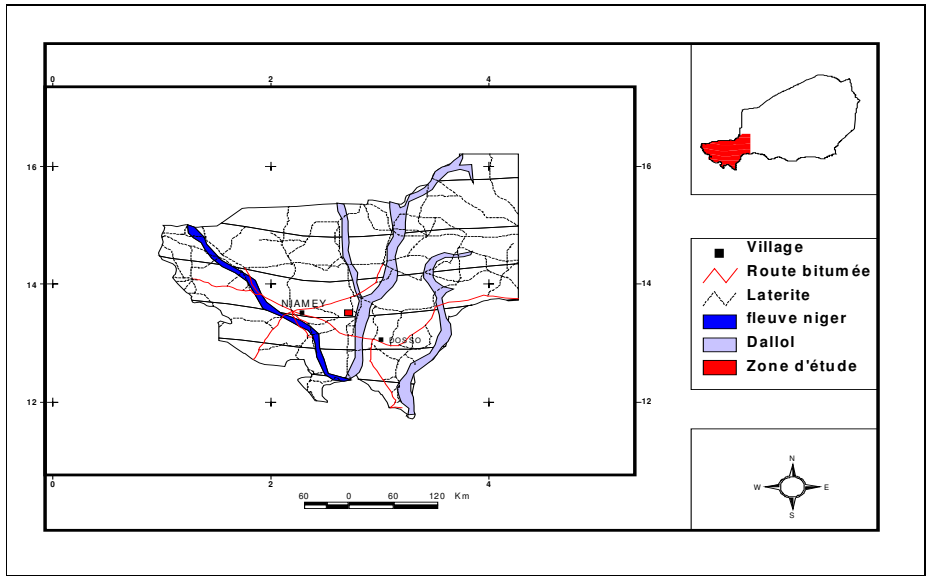 0 2 4
16 16
14 14
NIAMEY
DOSSO
12 12
0 2 4
60 0 60 120 Km
Village
Route bitumée
Laterite
fleuve niger
Dallol
Zone d'étude
N
W E
S